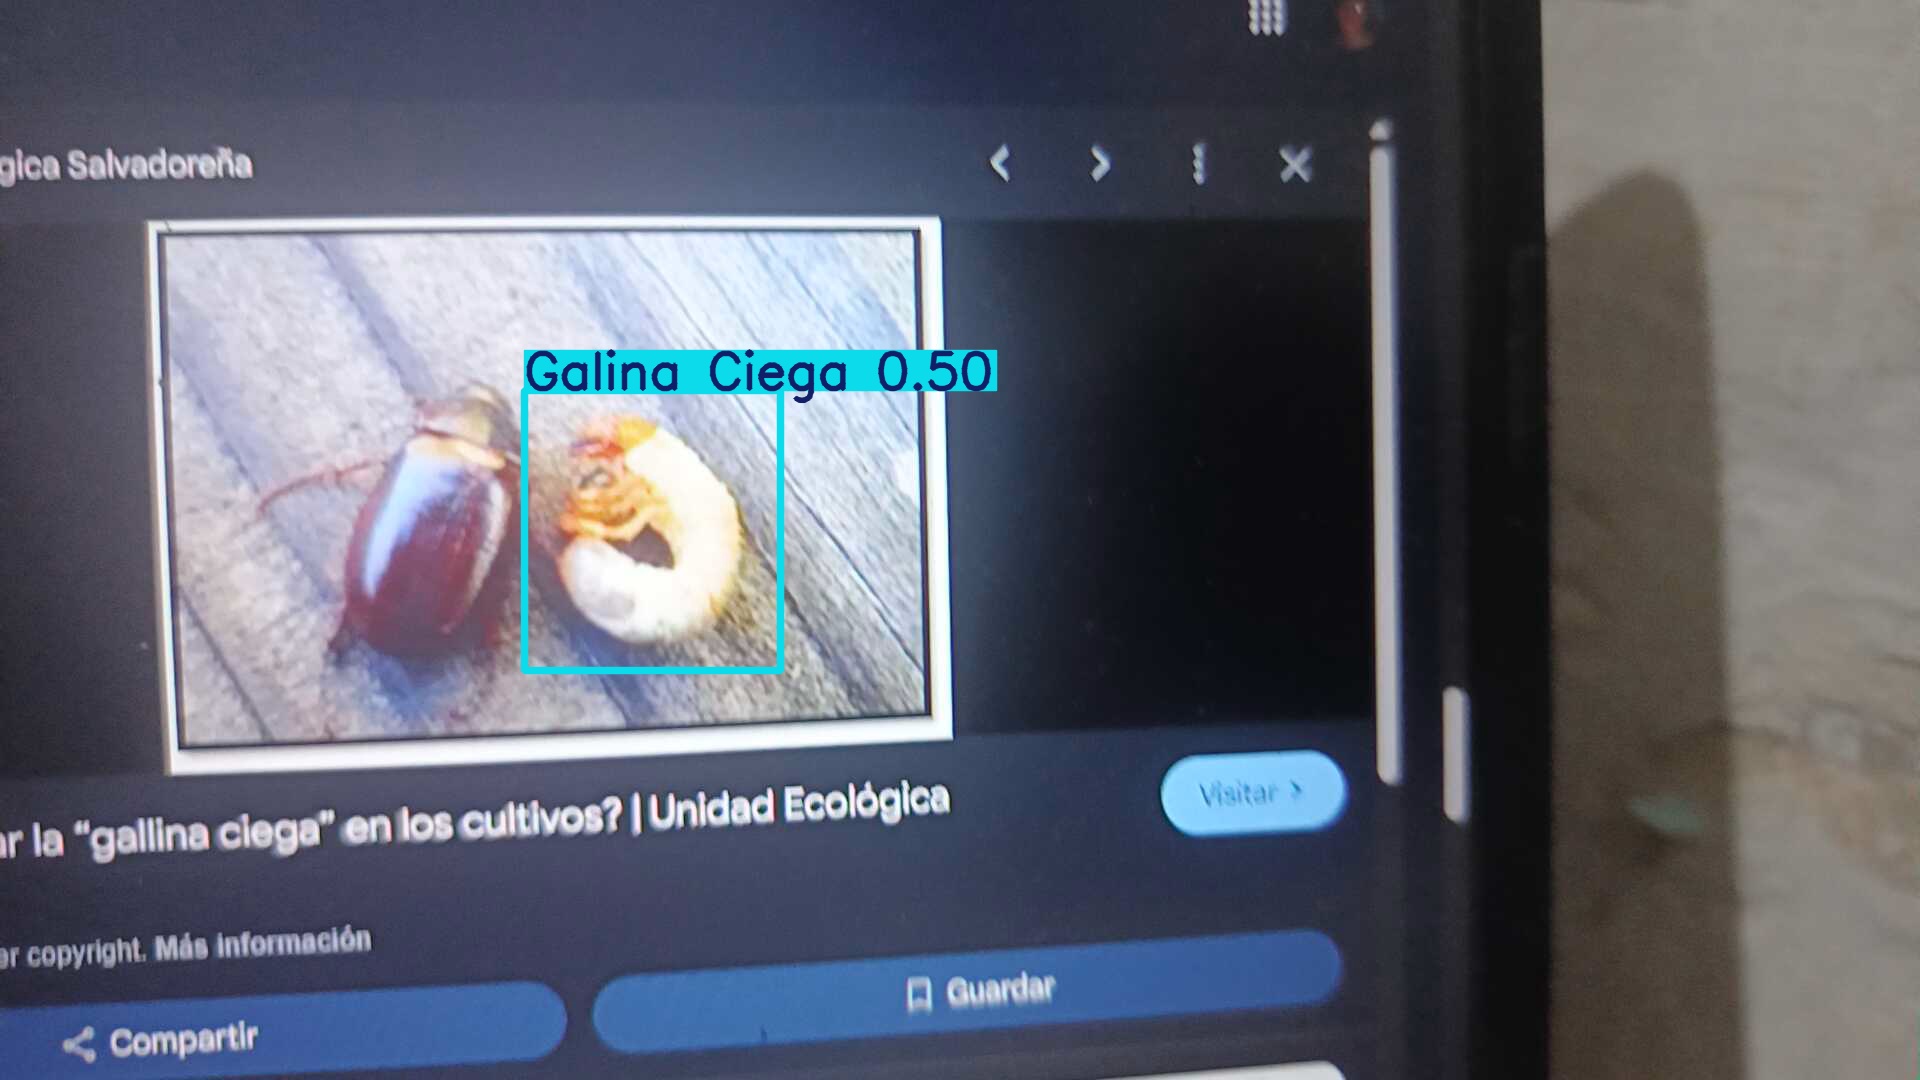 gica Salvadoreña
Galina Ciega 0.50
ar la “gallina ciega” en los cultivos? | Unidad Ecológica
Visitar >
er copyright. Más información
Compartir
Guardar